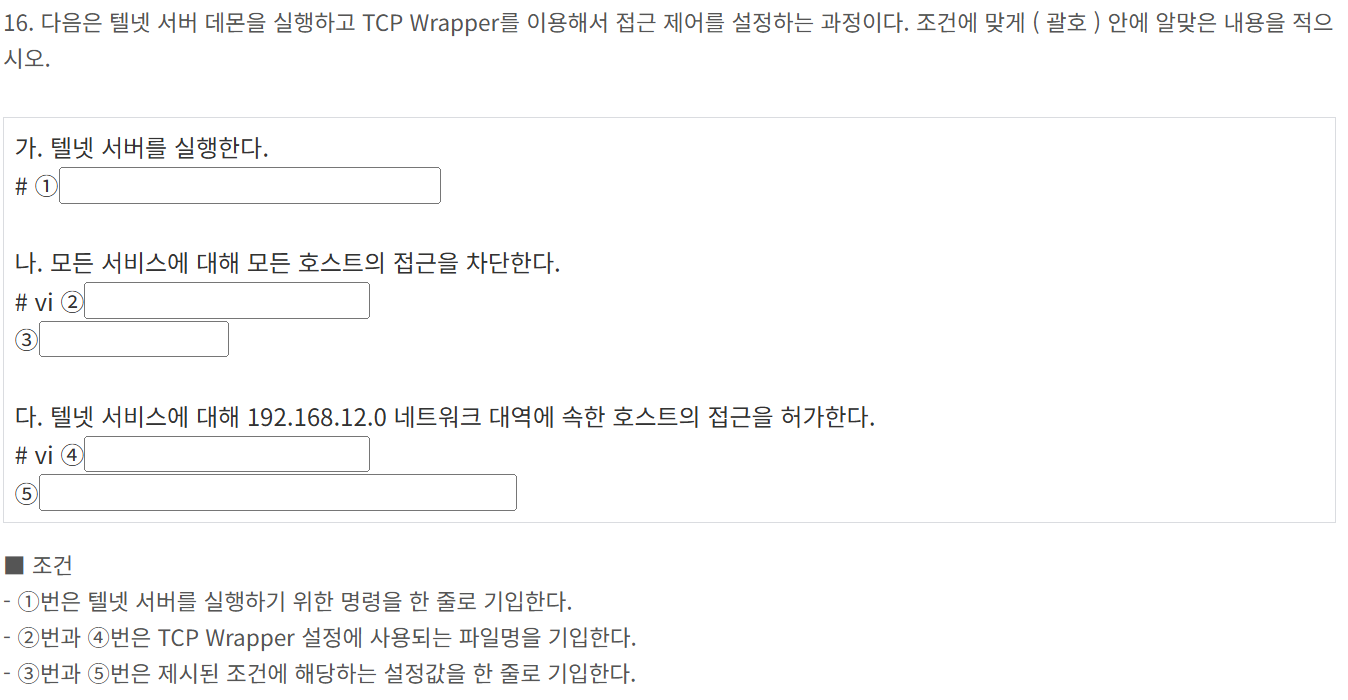 16. 다음은 텔넷 서버 데몬을 실행하고 TCP Wrapper를 이용해서 접근 제어를 설정하는 과정이다. 조건에 맞게 ( 괄호 ) 안에 알맞은 내용을 적으
시오.
가. 텔넷 서버를 실행한다.
# ①
나. 모든 서비스에 대해 모든 호스트의 접근을 차단한다.
# vi ②
③
다. 텔넷 서비스에 대해 192.168.12.0 네트워크 대역에 속한 호스트의 접근을 허가한다.
# vi ④
⑤
■ 조건
- ①번은 텔넷 서버를 실행하기 위한 명령을 한 줄로 기입한다.
- ②번과 ④번은 TCP Wrapper 설정에 사용되는 파일명을 기입한다.
- ③번과 ⑤번은 제시된 조건에 해당하는 설정값을 한 줄로 기입한다.